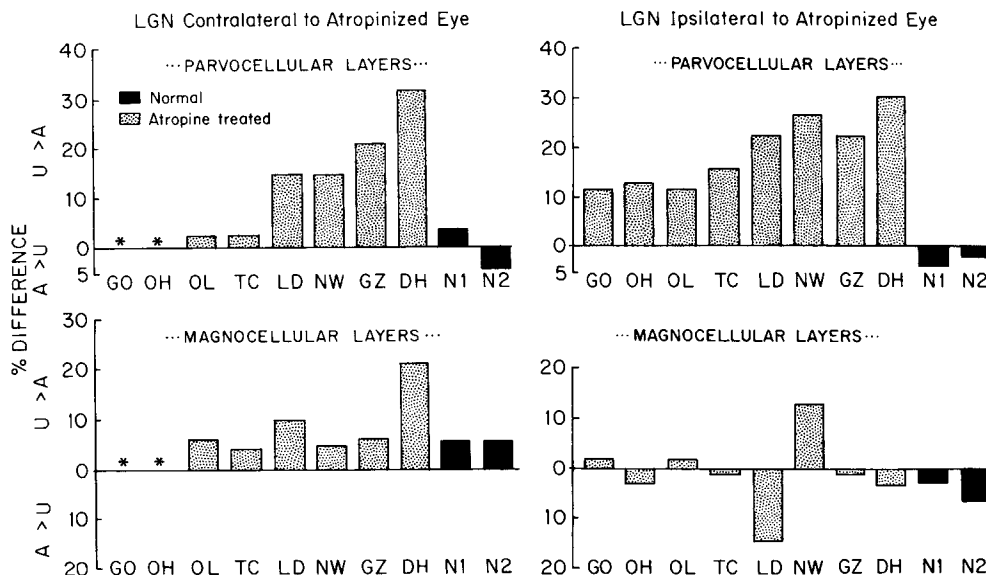 LGN Contralateral to Atropinized Eye
LGN Ipsilateral to Atropinized Eye
% DIFFERENCE
40
30
20
10
0
5
U > A
A > U
··· PARVOCELLULAR LAYERS ···
Normal
Atropine treated
* *
GO OH OL TC LD NW GZ DH N1 N2
40
30
20
10
0
5
·· PARVOCELLULAR LAYERS ··
GO OH OL TC LD NW GZ DH N1 N2
30
20
10
0
10
20
U > A
A > U
··· MAGNOCELLULAR LAYERS ···
* *
GO OH OL TC LD NW GZ DH N1 N2
30
20
10
0
10
20
··· MAGNOCELLULAR LAYERS ···
GO OH OL TC LD NW GZ DH N1 N2